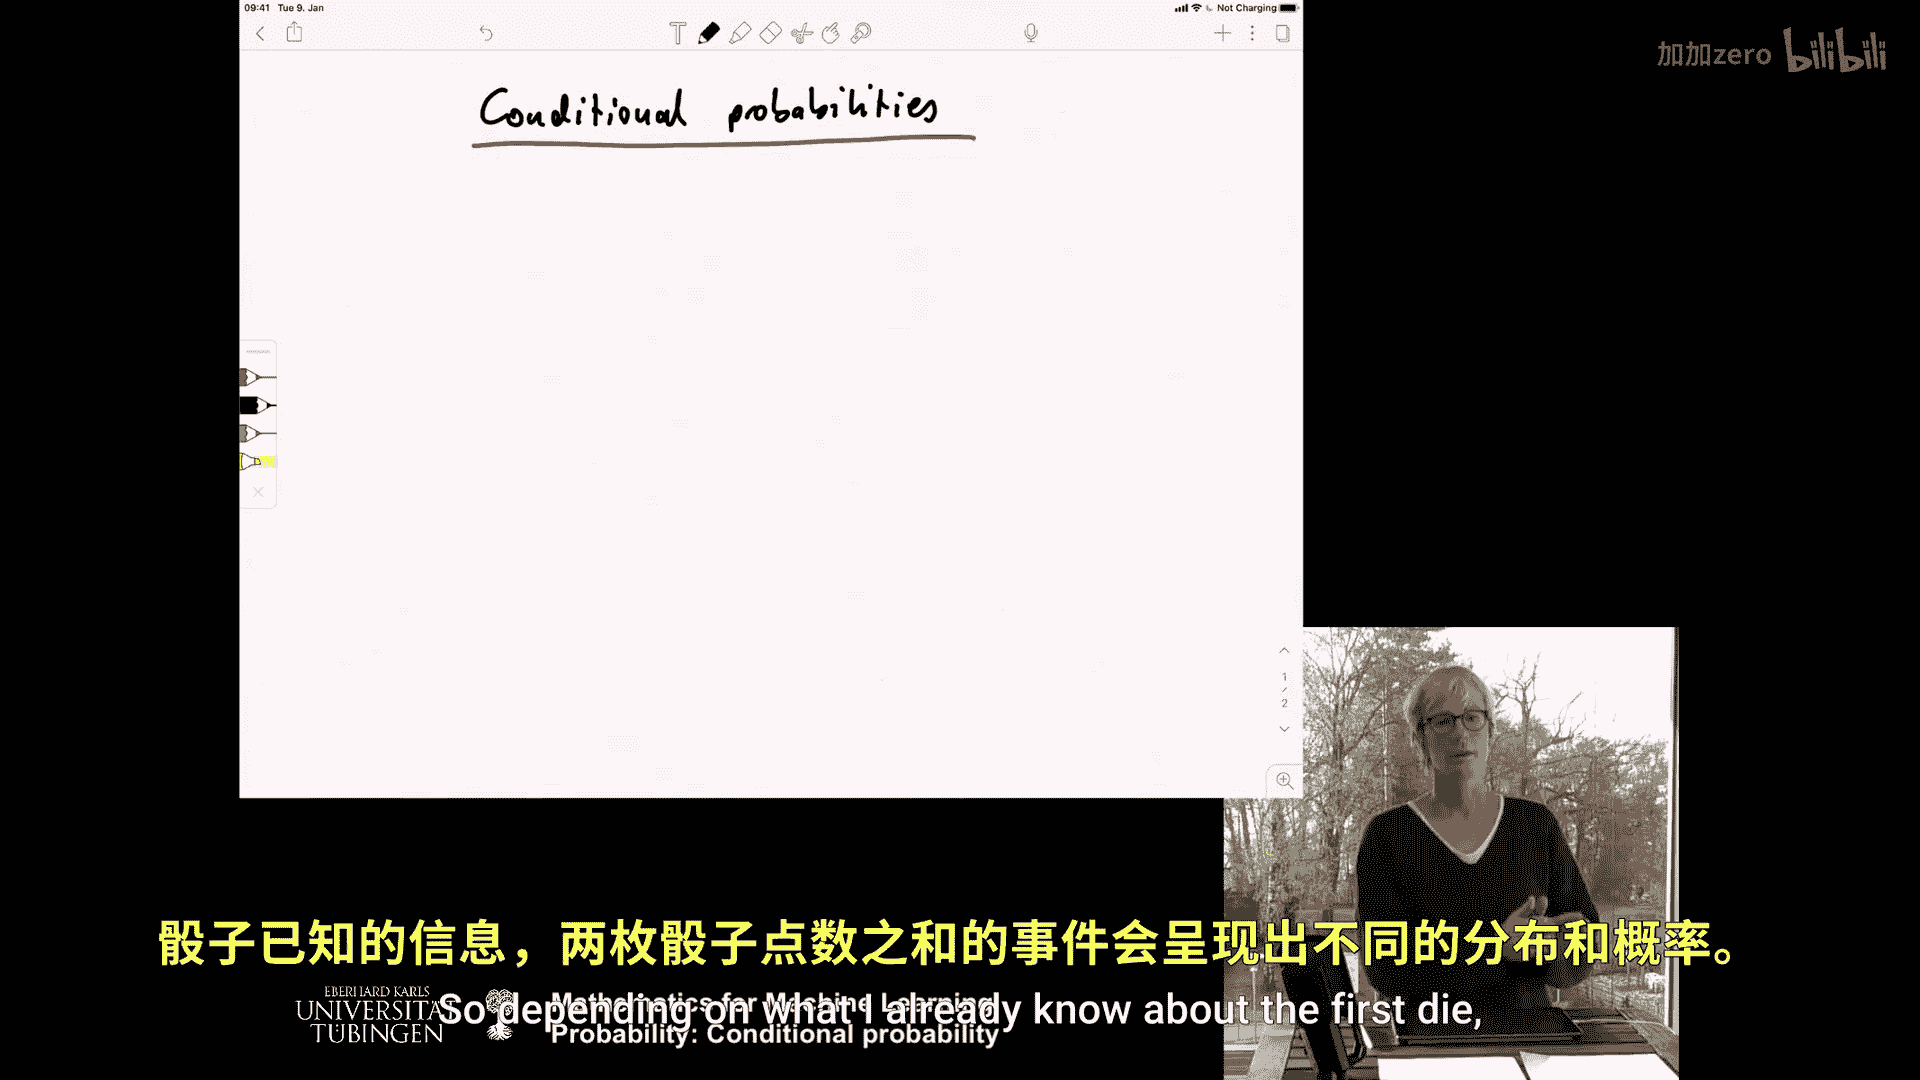 09:41 Tue 9. Jan
Not Charging
T
加加zero bilibili
Conditional probabilities
1
/
2
骰子已知的信息，两枚骰子点数之和的事件会呈现出不同的分布和概率。
EBERHARD KARLS
UNIVERSITÄT
TÜBINGEN
Mathematics for Machine Learning
So depending on what I already know about the first die,
Probability: Conditional probability